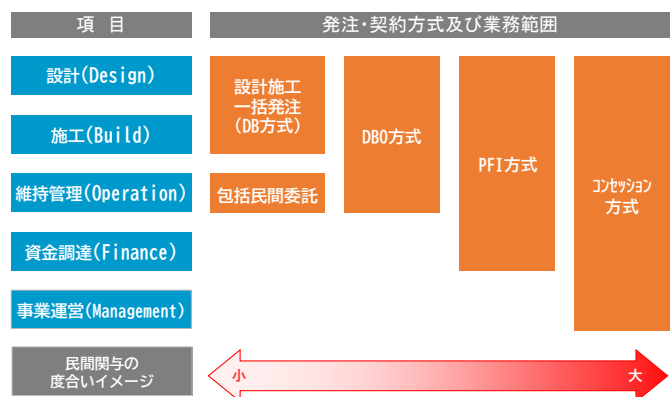 項 目
発注・契約方式及び業務範囲
設計(Design)
施工(Build)
維持管理(Operation)
資金調達(Finance)
事業運営(Management)
設計施工
一括発注
(DB方式)
包括民間委託
DBO方式
PFI方式
コンセッション
方式
民間関与の
度合いイメージ
小
大